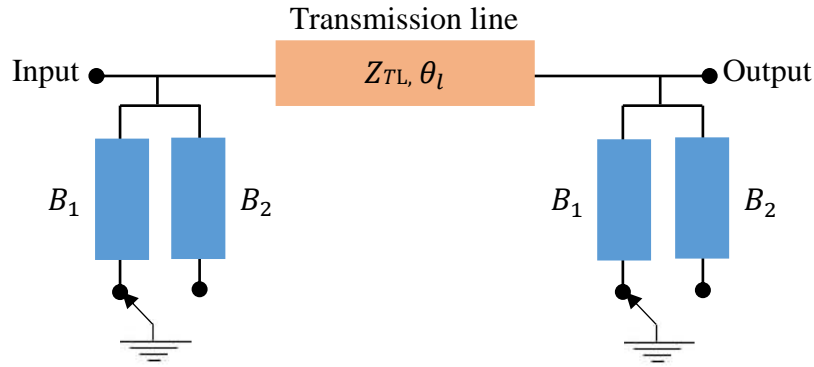 Transmission line
Input
Z_TL, θ_l
Output
B_1
B_2
B_1
B_2